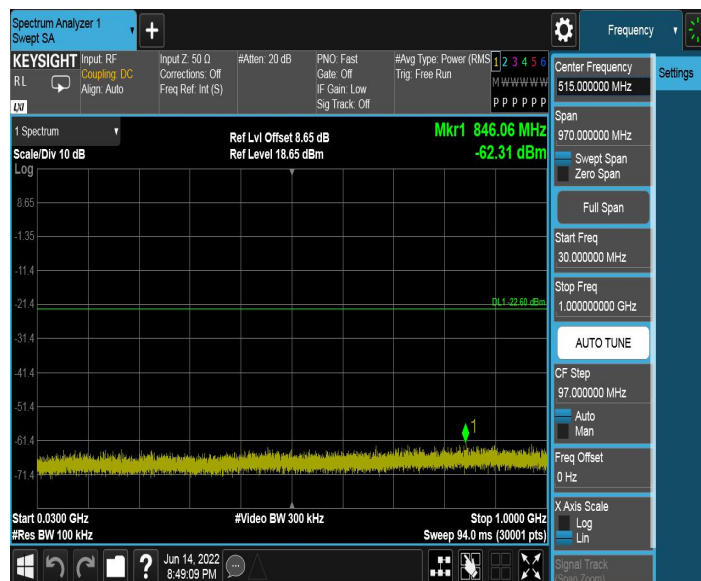 Spectrum Analyzer 1
Swept SA
+
Frequency
KEYSIGHT
RL
LXI
Input: RF
Coupling: DC
Align: Auto
Input Z: 50 Ω
Corrections: Off
Freq Ref: Int (S)
#Atten: 20 dB
PNO: Fast
Gate: Off
IF Gain: Low
Sig Track: Off
#Avg Type: Power (RMS
Trig: Free Run
1 2 3 4 5 6
M W W W W W
P P P P P P
1 Spectrum
Scale/Div 10 dB
Log
Ref Lvl Offset 8.65 dB
Ref Level 18.65 dBm
Mkr1 846.06 MHz
-62.31 dBm
8.65
-1.35
-11.4
-21.4
DL1 -22.60 dBm
-31.4
-41.4
-51.4
-61.4
1
-71.4
Start 0.0300 GHz
#Res BW 100 kHz
#Video BW 300 kHz
Stop 1.0000 GHz
Sweep 94.0 ms (30001 pts)
?
Jun 14, 2022
8:49:09 PM
Center Frequency
515.000000 MHz
Settings
Span
970.000000 MHz
Swept Span
Zero Span
Full Span
Start Freq
30.000000 MHz
Stop Freq
1.000000000 GHz
AUTO TUNE
CF Step
97.000000 MHz
Auto
Man
Freq Offset
0 Hz
X Axis Scale
Log
Lin
Signal Track
(Span Zoom)